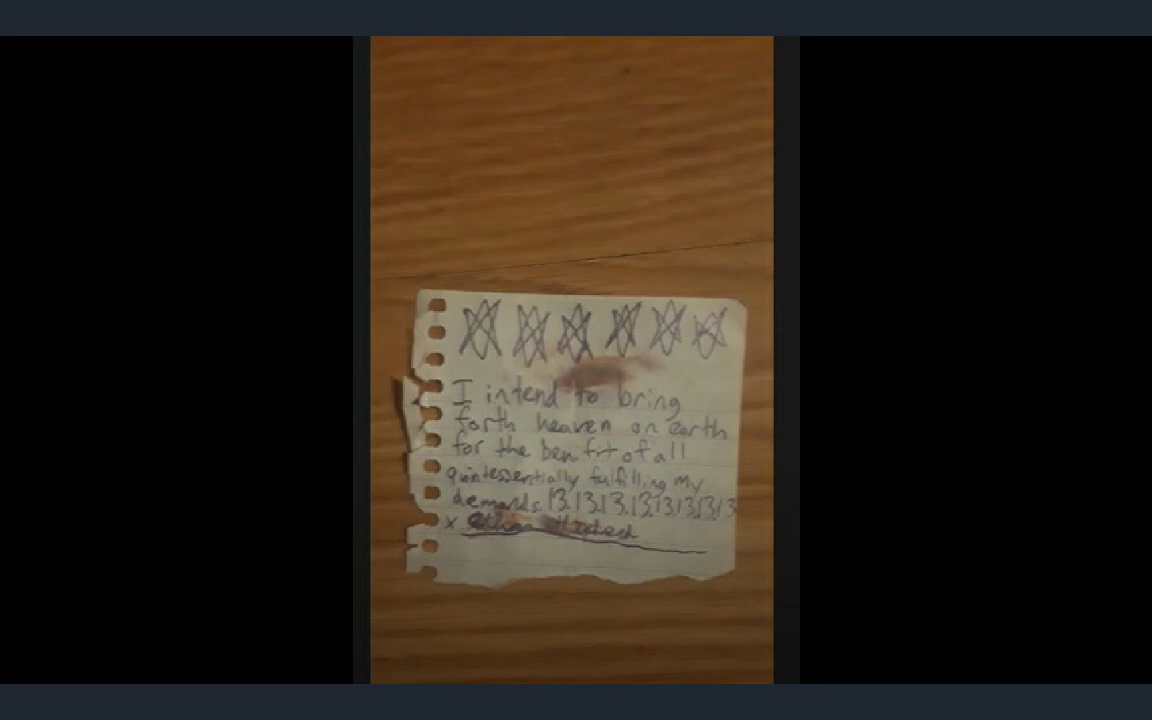 I intend to bring
forth heaven on earth
for the benifit of all
quintessentially fulfilling my
demands. 13.13.13.13.13.13.13.13
x